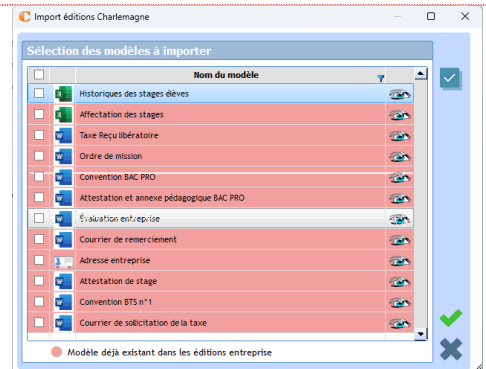 Import éditions Charlemagne
Sélection des modèles à importer
Nom du modèle
Historiques des stages élèves
Affectation des stages
Taxe Reçu libératoire
Ordre de mission
Convention BAC PRO
Attestation et annexe pédagogique BAC PRO
Évaluation entreprise
Courrier de remerciement
Adresse entreprise
Attestation de stage
Convention BTS n°1
Courrier de sollicitation de la taxe
Modèle déjà existant dans les éditions entreprise